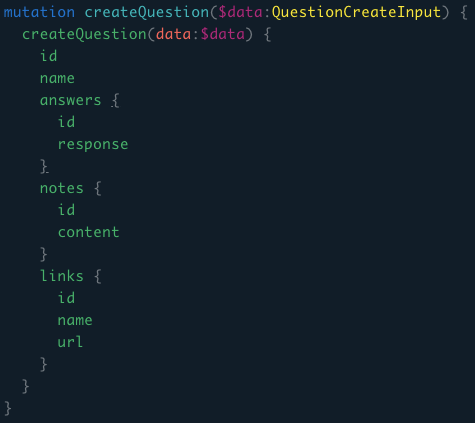 mutation createQuestion($data:QuestionCreateInput) {
  createQuestion(data:$data) {
    id
    name
    answers {
      id
      response
    }
    notes {
      id
      content
    }
    links {
      id
      name
      url
    }
  }
}